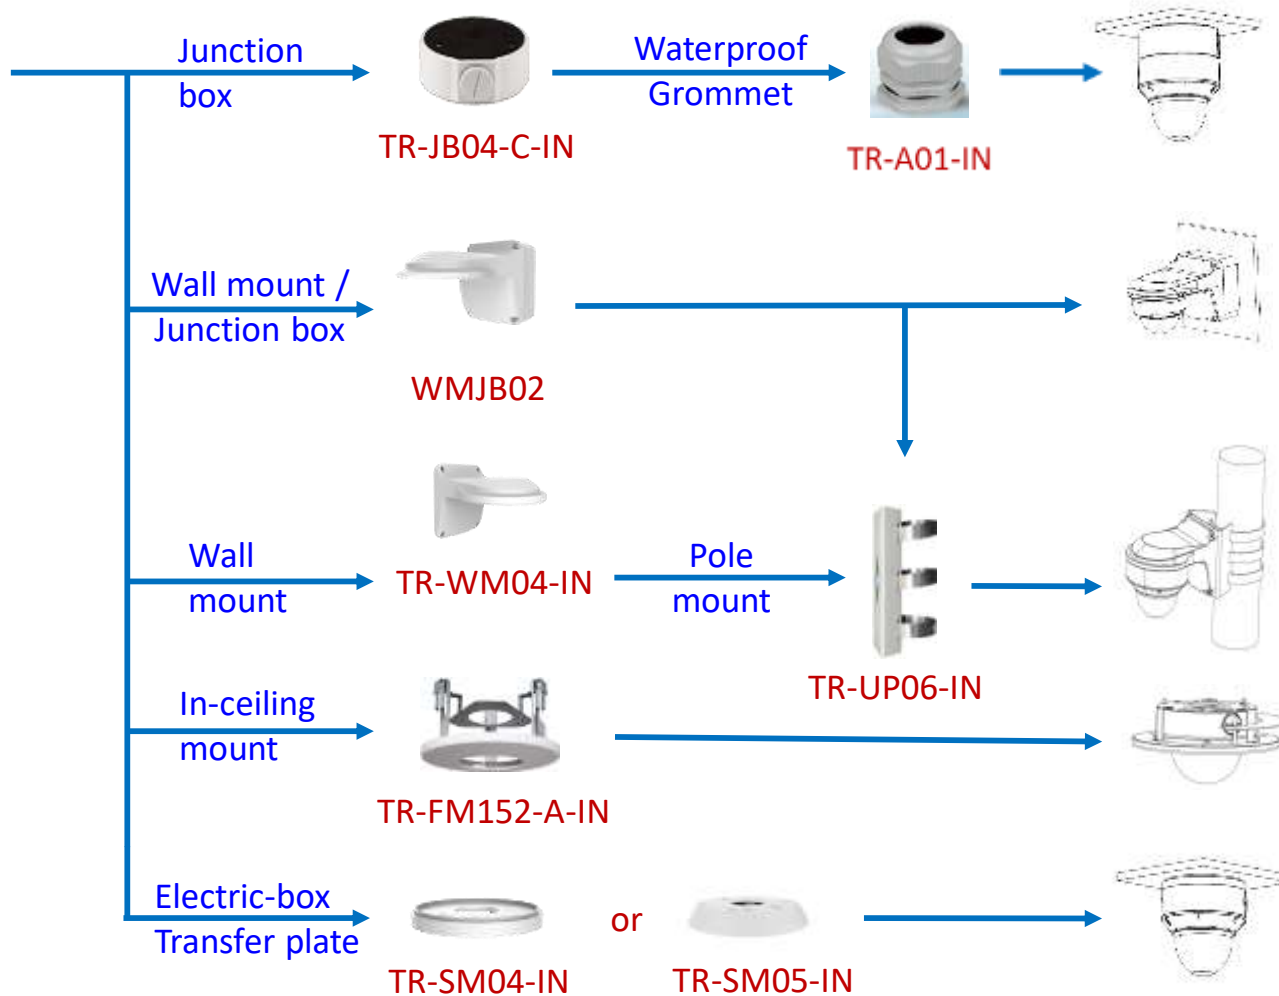 Junction
box
TR-JB04-C-IN
Waterproof
Grommet
TR-A01-IN
Wall mount /
Junction box
WMJB02
Wall
mount
TR-WM04-IN
Pole
mount
TR-UP06-IN
In-ceiling
mount
TR-FM152-A-IN
Electric-box
Transfer plate
TR-SM04-IN
or
TR-SM05-IN